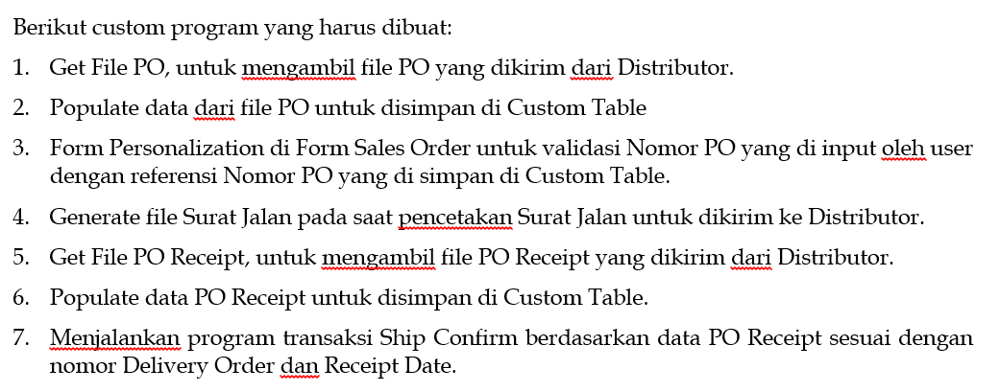 Berikut custom program yang harus dibuat:
1. Get File PO, untuk mengambil file PO yang dikirim dari Distributor.
2. Populate data dari file PO untuk disimpan di Custom Table
3. Form Personalization di Form Sales Order untuk validasi Nomor PO yang di input oleh user
dengan referensi Nomor PO yang di simpan di Custom Table.
4. Generate file Surat Jalan pada saat pencetakan Surat Jalan untuk dikirim ke Distributor.
5. Get File PO Receipt, untuk mengambil file PO Receipt yang dikirim dari Distributor.
6. Populate data PO Receipt untuk disimpan di Custom Table.
7. Menjalankan program transaksi Ship Confirm berdasarkan data PO Receipt sesuai dengan
nomor Delivery Order dan Receipt Date.